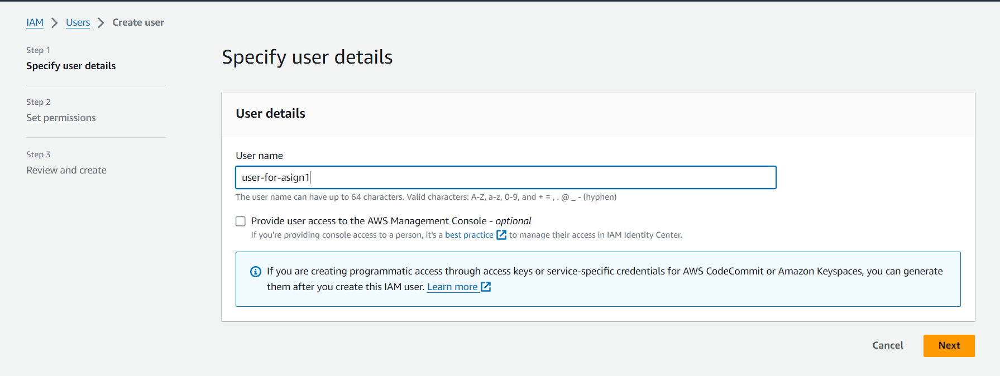 IAM > Users > Create user
Step 1
Specify user details
Step 2
Set permissions
Step 3
Review and create
Specify user details
User details
User name
user-for-asign1
The user name can have up to 64 characters. Valid characters: A-Z, a-z, 0-9, and + = , . @ _ - (hyphen)
Provide user access to the AWS Management Console - optional
If you're providing console access to a person, it's a best practice to manage their access in IAM Identity Center.
If you are creating programmatic access through access keys or service-specific credentials for AWS CodeCommit or Amazon Keyspaces, you can generate
them after you create this IAM user. Learn more
Cancel
Next